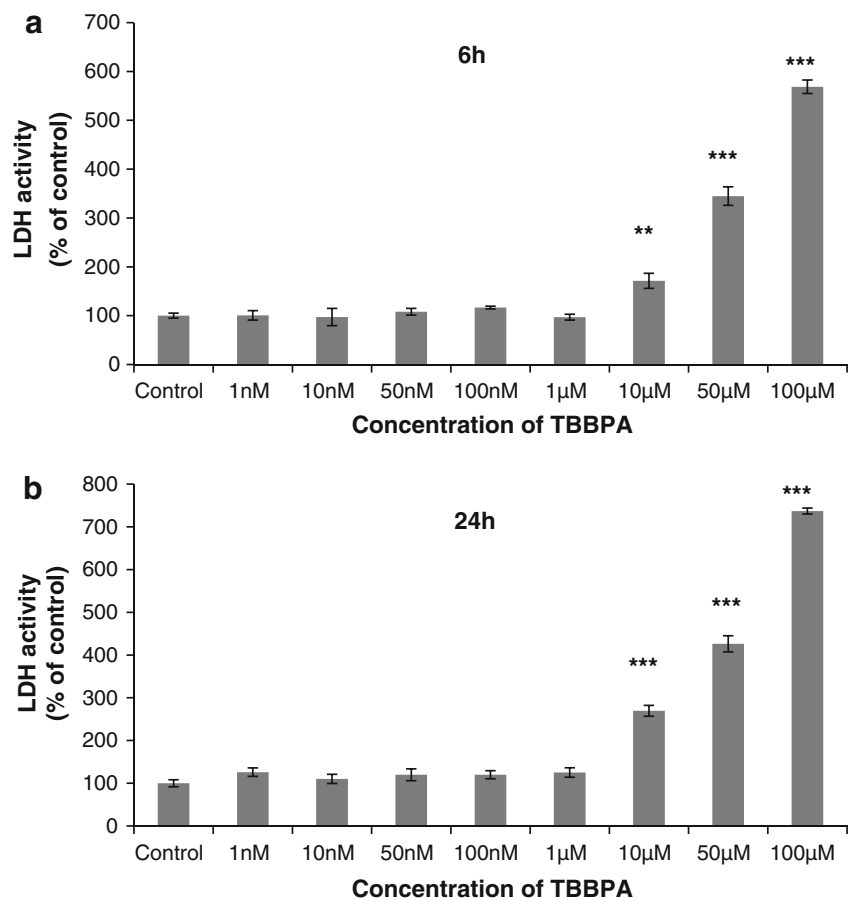 a
6h
LDH activity
(% of control)
700
600
500
400
300
200
100
0
**
***
***
Control 1nM 10nM 50nM 100nM 1µM 10µM 50µM 100µM
Concentration of TBBPA
b
24h
LDH activity
(% of control)
800
700
600
500
400
300
200
100
0
***
***
***
Control 1nM 10nM 50nM 100nM 1µM 10µM 50µM 100µM
Concentration of TBBPA